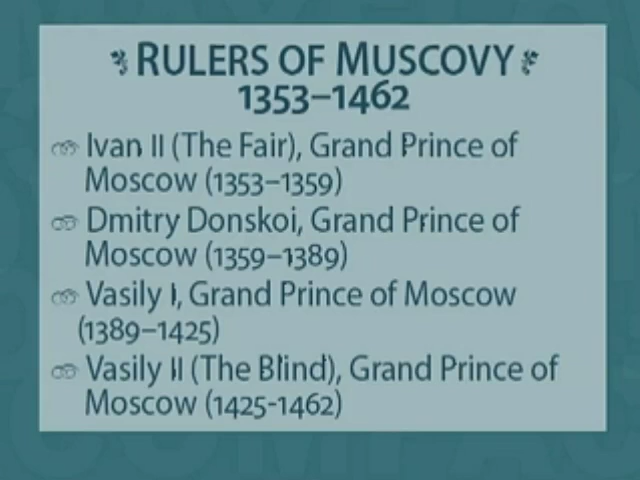 RULERS OF MUSCOVY
1353–1462
Ivan II (The Fair), Grand Prince of
Moscow (1353–1359)
Dmitry Donskoi, Grand Prince of
Moscow (1359–1389)
Vasily I, Grand Prince of Moscow
(1389–1425)
Vasily II (The Blind), Grand Prince of
Moscow (1425-1462)